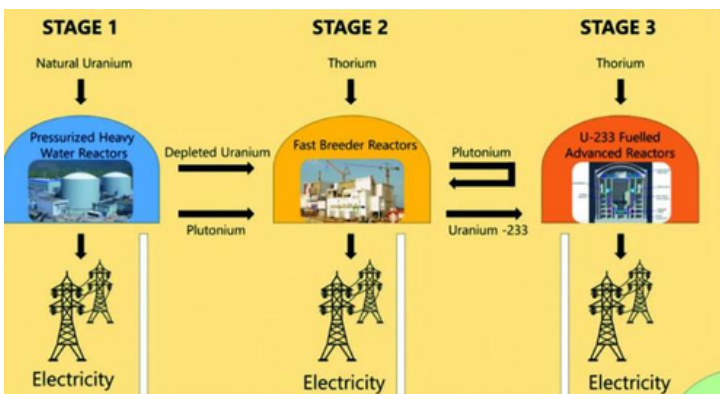 STAGE 1
STAGE 2
STAGE 3
Natural Uranium
Thorium
Thorium
Pressurized Heavy
Water Reactors
Depleted Uranium
Plutonium
Fast Breeder Reactors
Plutonium
Uranium -233
U-233 Fuelled
Advanced Reactors
Electricity
Electricity
Electricity